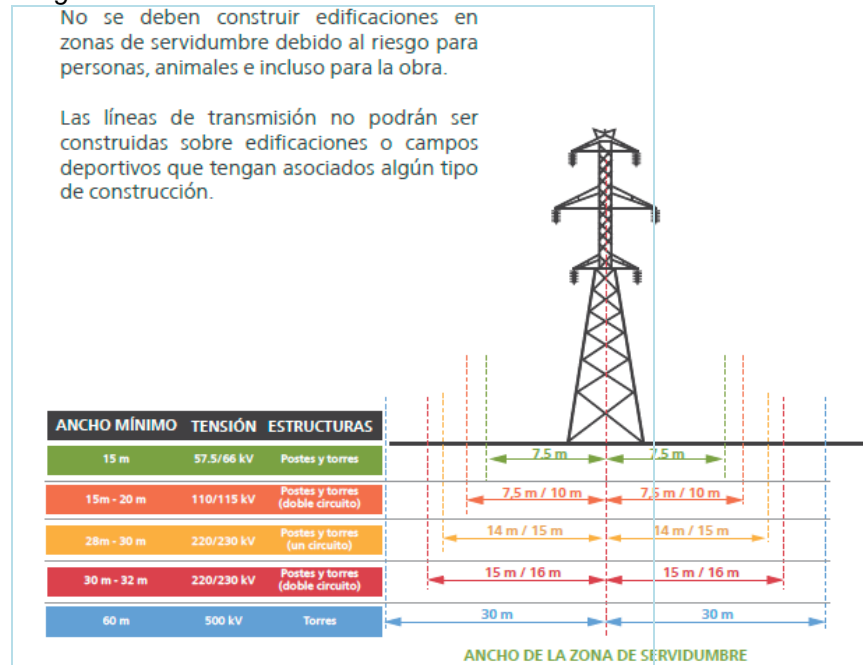 No se deben construir edificaciones en
zonas de servidumbre debido al riesgo para
personas, animales e incluso para la obra.
Las líneas de transmisión no podrán ser
construidas sobre edificaciones o campos
deportivos que tengan asociados algún tipo
de construcción.
ANCHO MÍNIMO TENSIÓN ESTRUCTURAS
15 m 57.5/66 kV Postes y torres 7.5 m 7.5 m
15m - 20 m 110/115 kV Postes y torres (doble circuito) 7,5 m / 10 m 7,5 m / 10 m
28m - 30 m 220/230 kV Postes y torres (un circuito) 14 m / 15 m 14 m / 15 m
30 m - 32 m 220/230 kV Postes y torres (doble circuito) 15 m / 16 m 15 m / 16 m
60 m 500 kV Torres 30 m 30 m
ANCHO DE LA ZONA DE SERVIDUMBRE